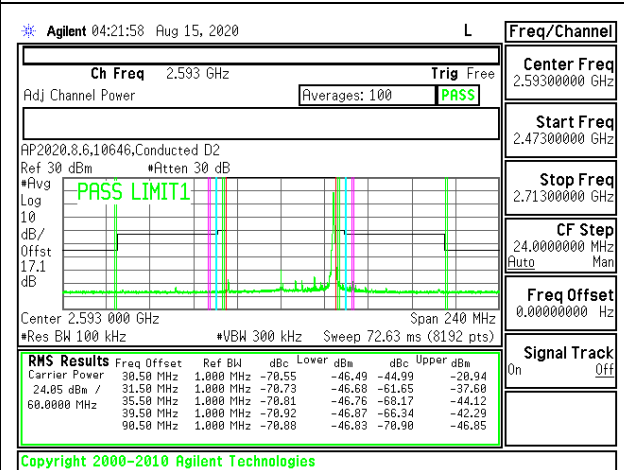 Agilent 04:21:58 Aug 15, 2020 L
Freq/Channel
Ch Freq 2.593 GHz Trig Free
Adj Channel Power Averages: 100 PASS
AP2020.8.6,10646,Conducted D2
Ref 30 dBm #Atten 30 dB
#Avg
Log
10
dB/
Offst
17.1
dB
PASS LIMIT1
Center 2.593 000 GHz Span 240 MHz
#Res BW 100 kHz #VBW 300 kHz Sweep 72.63 ms (8192 pts)
RMS Results Freq Offset Ref BW dBc Lower dBm dBc Upper dBm
Carrier Power 30.50 MHz 1.000 MHz -70.55 -46.49 -44.99 -20.94
24.05 dBm / 31.50 MHz 1.000 MHz -70.73 -46.68 -61.65 -37.60
60.0000 MHz 35.50 MHz 1.000 MHz -70.81 -46.76 -68.17 -44.12
39.50 MHz 1.000 MHz -70.92 -46.87 -66.34 -42.29
90.50 MHz 1.000 MHz -70.88 -46.83 -70.90 -46.85
Copyright 2000-2010 Agilent Technologies
Center Freq
2.59300000 GHz
Start Freq
2.47300000 GHz
Stop Freq
2.71300000 GHz
CF Step
24.0000000 MHz
Auto Man
Freq Offset
0.00000000 Hz
Signal Track
On Off